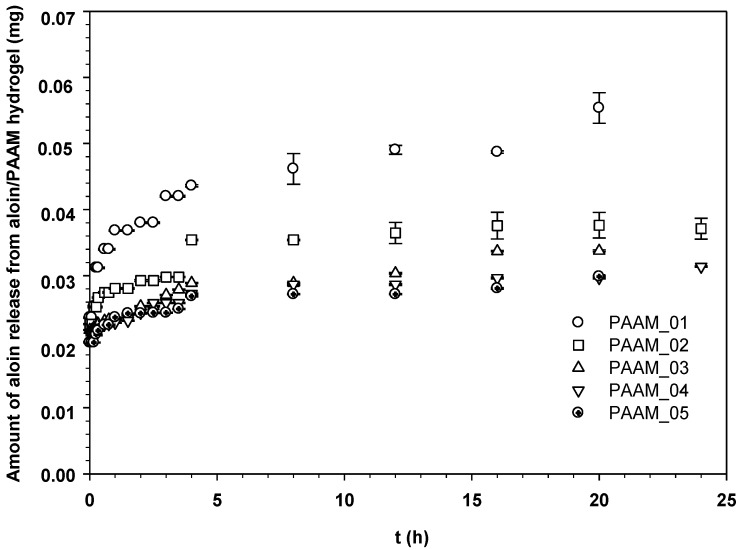 Amount of aloin release from aloin/PAAM hydrogel (mg)
0.07
0.06
0.05
0.04
0.03
0.02
0.01
0.00
0 5 10 15 20 25
t (h)
PAAM_01
PAAM_02
PAAM_03
PAAM_04
PAAM_05